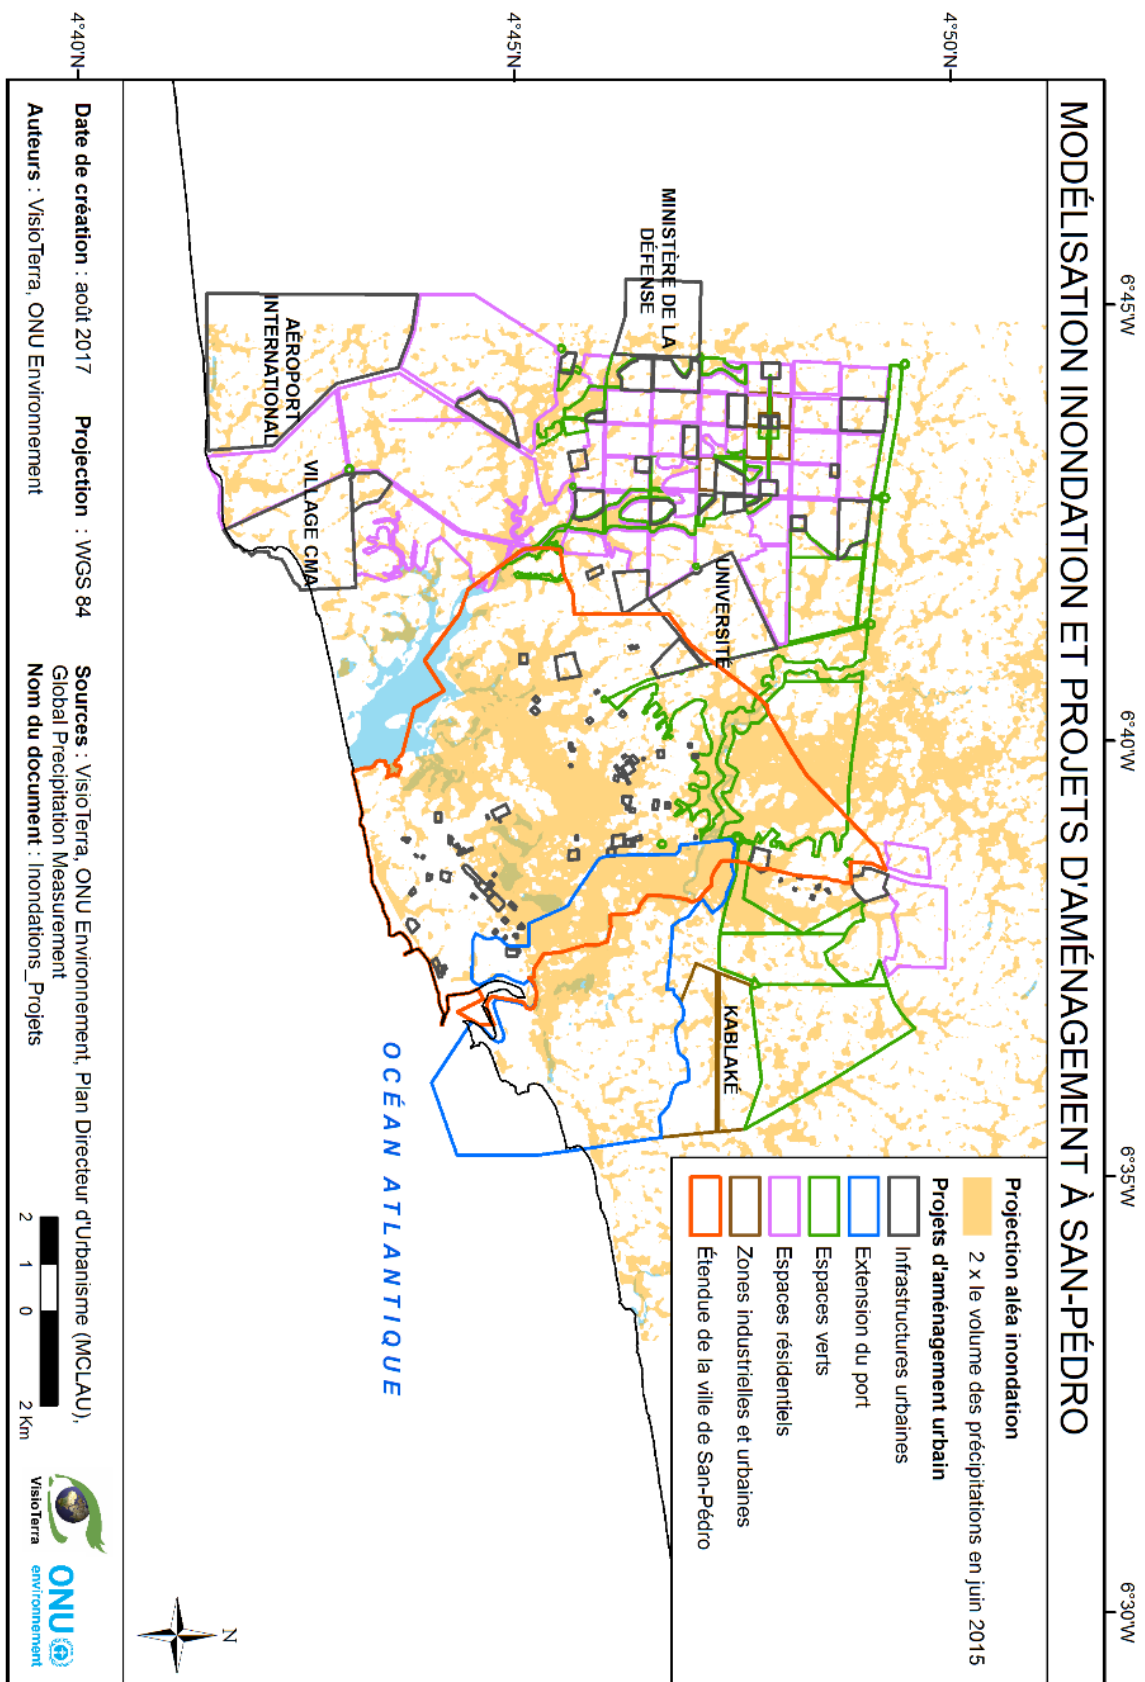 MODÉLISATION INONDATION ET PROJETS D'AMÉNAGEMENT À SAN-PÉDRO
6°45'W
6°40'W
6°35'W
6°30'W
4°50'N
4°45'N
4°40'N
MINISTÈRE DE LA
DÉFENSE
UNIVERSITÉ
KABLAKÉ
AÉROPORT
INTERNATIONAL
VILLAGE CMA
OCÉAN ATLANTIQUE
Projection aléa inondation
2 x le volume des précipitations en juin 2015
Projets d'aménagement urbain
Infrastructures urbaines
Extension du port
Espaces verts
Espaces résidentiels
Zones industrielles et urbaines
Étendue de la ville de San-Pédro
N
Date de création : août 2017
Projection : WGS 84
Auteurs : VisioTerra, ONU Environnement
Sources : VisioTerra, ONU Environnement, Plan Directeur d'Urbanisme (MCLAU),
Global Precipitation Measurement
Nom du document : Inondations_Projets
2 1 0 2 Km
VisioTerra
ONU
environnement